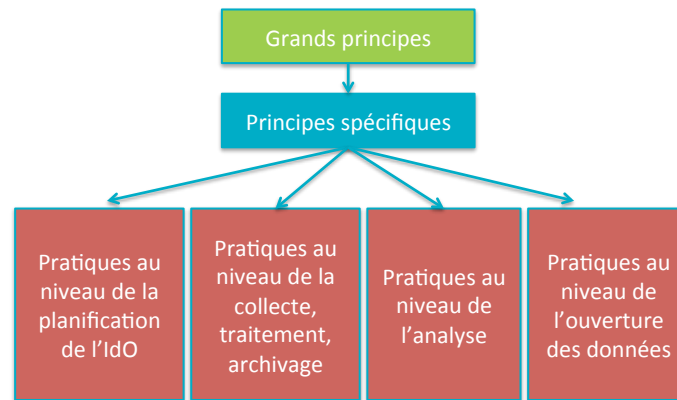 Grands principes
Principes spécifiques
Pratiques au
niveau de la
planification
de l’IdO
Pratiques au
niveau de la
collecte,
traitement,
archivage
Pratiques au
niveau de
l’analyse
Pratiques au
niveau de
l’ouverture
des données